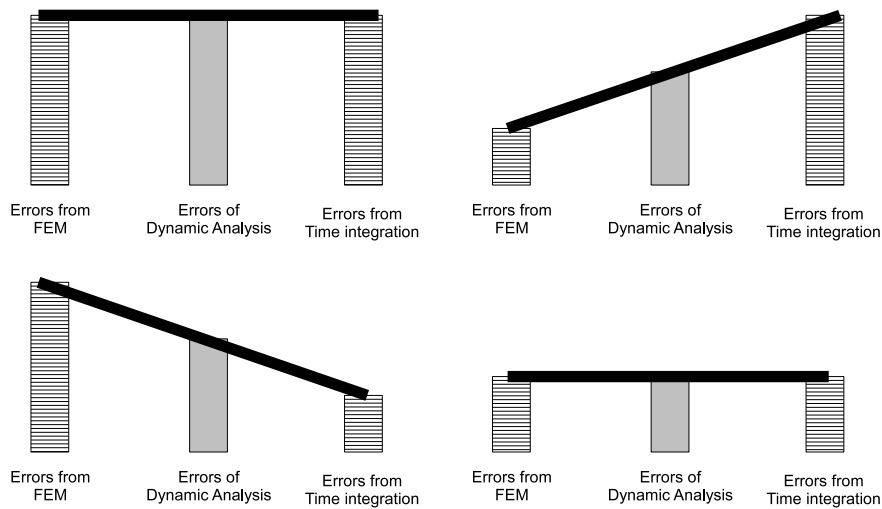 Errors from
FEM
Errors of
Dynamic Analysis
Errors from
Time integration
Errors from
FEM
Errors of
Dynamic Analysis
Errors from
Time integration
Errors from
FEM
Errors of
Dynamic Analysis
Errors from
Time integration
Errors from
FEM
Errors of
Dynamic Analysis
Errors from
Time integration